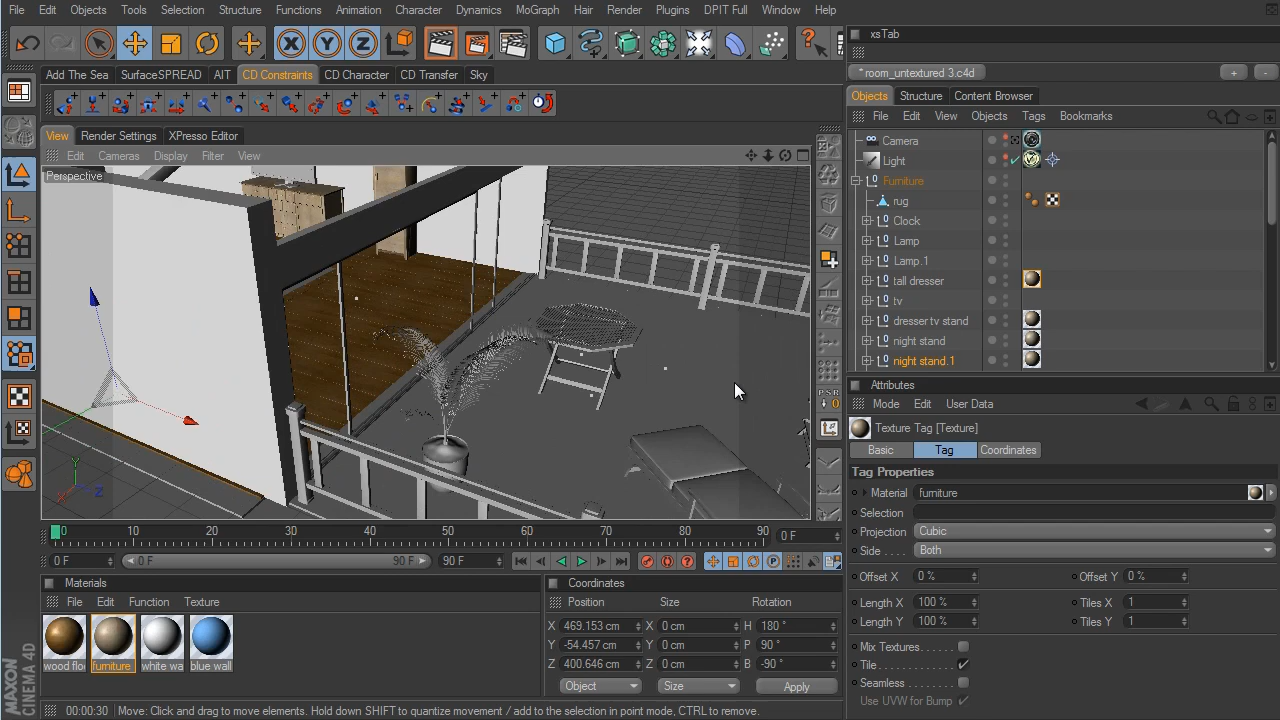 File Edit Objects Tools Selection Structure Functions Animation Character Dynamics MoGraph Hair Render Plugins DPIT Full Window Help
xsTab
* room_untextured 3.c4d + -
Add The Sea SurfaceSPREAD AIT CD Constraints CD Character CD Transfer Sky
Objects Structure Content Browser
File Edit View Objects Tags Bookmarks
View Render Settings XPresso Editor
Edit Cameras Display Filter View
Perspective
Camera
Light
Furniture
rug
Clock
Lamp
Lamp.1
tall dresser
tv
dresser tv stand
night stand
night stand.1
Attributes
Mode Edit User Data
Texture Tag [Texture]
Basic Tag Coordinates
Tag Properties
Material furniture
Selection
Projection Cubic
Side Both
Offset X 0 % Offset Y 0 %
Length X 100 % Tiles X 1
Length Y 100 % Tiles Y 1
Mix Textures
Tile
Seamless
Use UVW for Bump
PSR
0
X Y Z
0 10 20 30 40 50 60 70 80 90 0 F
0 F 0 F 90 F 90 F
Materials
File Edit Function Texture
wood floo furniture white wa blue wall
Coordinates
Position Size Rotation
X 469.153 cm X 0 cm H 180 °
Y -54.457 cm Y 0 cm P 90 °
Z 400.646 cm Z 0 cm B -90 °
Object Size Apply
MAXON
CINEMA 4D
00:00:30 Move: Click and drag to move elements. Hold down SHIFT to quantize movement / add to the selection in point mode, CTRL to remove.